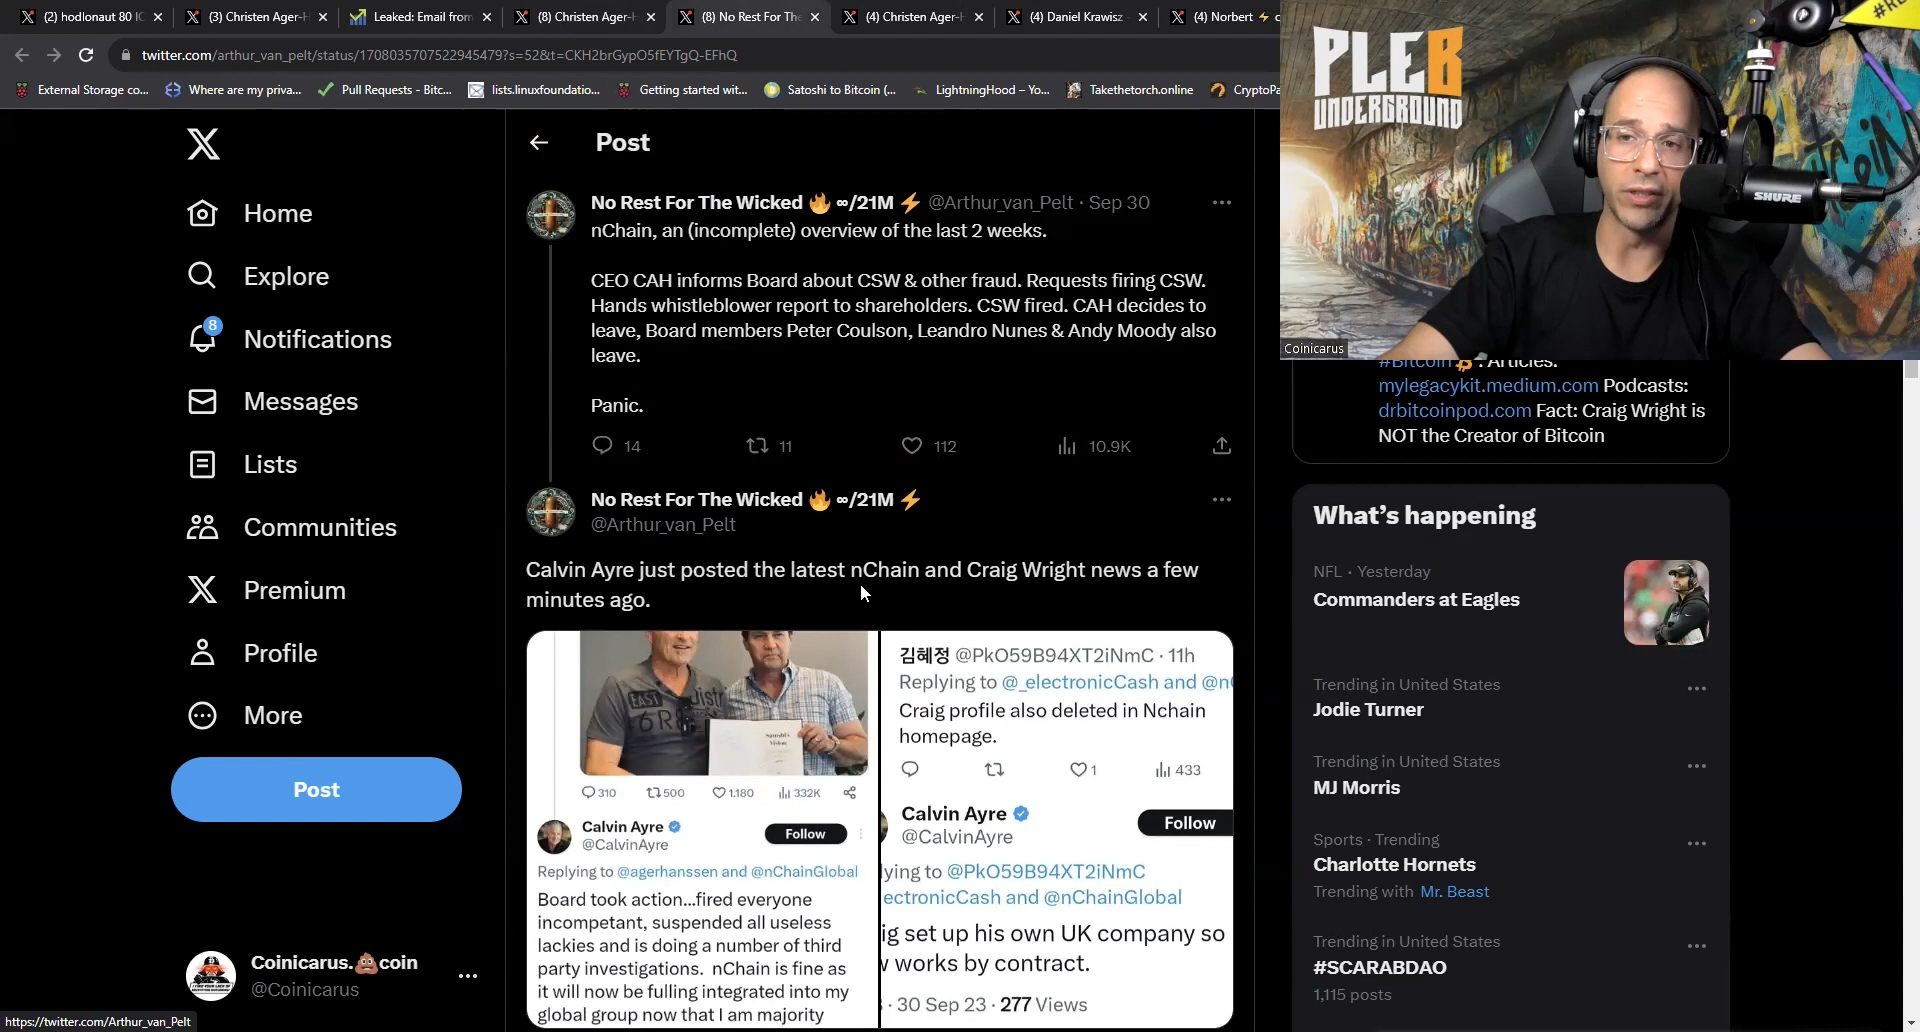 (2) hodlonaut 80 IC
(3) Christen Ager-H
Leaked: Email from
(8) Christen Ager-H
(8) No Rest For The
(4) Christen Ager-H
(4) Daniel Krawisz -
(4) Norbert ⚡ c
twitter.com/arthur_van_pelt/status/1708035707522945479?s=52&t=CKH2brGypO5fEYTgQ-EFhQ
External Storage co...
Where are my priva...
Pull Requests - Bitc...
lists.linuxfoundatio...
Getting started wit...
Satoshi to Bitcoin (...
LightningHood – Yo...
Takethetorch.online
CryptoPa
PLEB
UNDERGROUND
SHURE
Coinicarus
Home
Explore
8
Notifications
Messages
Lists
Communities
Premium
Profile
More
Post
Coinicarus.💩coin
@Coinicarus
https://twitter.com/Arthur_van_Pelt
Post
No Rest For The Wicked 🔥 ∞/21M ⚡ @Arthur_van_Pelt · Sep 30
nChain, an (incomplete) overview of the last 2 weeks.
CEO CAH informs Board about CSW & other fraud. Requests firing CSW.
Hands whistleblower report to shareholders. CSW fired. CAH decides to
leave, Board members Peter Coulson, Leandro Nunes & Andy Moody also
leave.
Panic.
14 11 112 10.9K
No Rest For The Wicked 🔥 ∞/21M ⚡
@Arthur_van_Pelt
Calvin Ayre just posted the latest nChain and Craig Wright news a few
minutes ago.
310 500 1.180 332K
Calvin Ayre
@CalvinAyre
Follow
Replying to @agerhanssen and @nChainGlobal
Board took action...fired everyone
incompetant, suspended all useless
lackies and is doing a number of third
party investigations. nChain is fine as
it will now be fulling integrated into my
global group now that I am majority
김혜정 @PkO59B94XT2iNmC · 11h
Replying to @_electronicCash and @n
Craig profile also deleted in Nchain
homepage.
1 433
Calvin Ayre
@CalvinAyre
Follow
lying to @PkO59B94XT2iNmC
ectronicCash and @nChainGlobal
ig set up his own UK company so
works by contract.
· 30 Sep 23 · 277 Views
#Bitcoin . Articles:
mylegacykit.medium.com Podcasts:
drbitcoinpod.com Fact: Craig Wright is
NOT the Creator of Bitcoin
What's happening
NFL · Yesterday
Commanders at Eagles
Trending in United States
Jodie Turner
Trending in United States
MJ Morris
Sports · Trending
Charlotte Hornets
Trending with Mr. Beast
Trending in United States
#SCARABDAO
1,115 posts